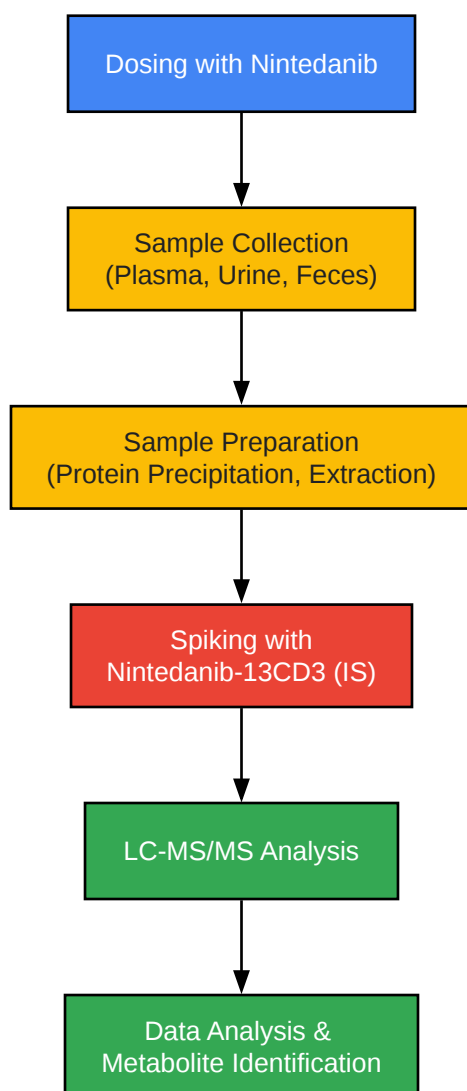 Dosing with Nintedanib
Sample Collection
(Plasma, Urine, Feces)
Sample Preparation
(Protein Precipitation, Extraction)
Spiking with
Nintedanib-13CD3 (IS)
LC-MS/MS Analysis
Data Analysis &
Metabolite Identification